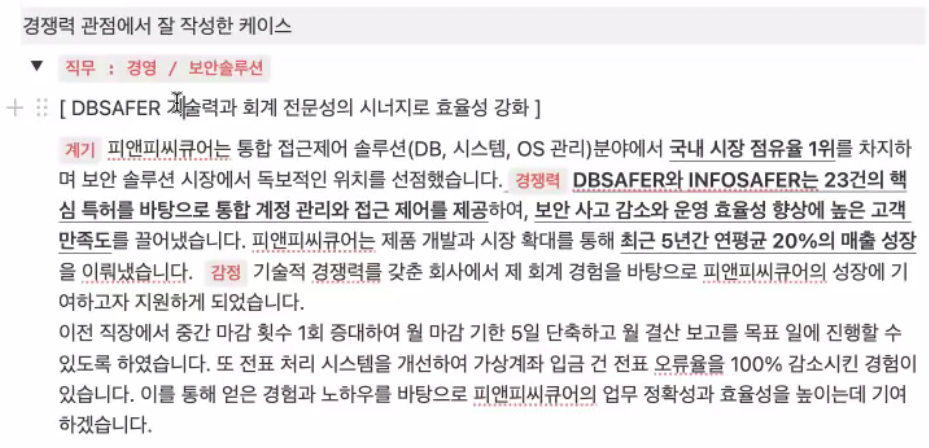 경쟁력 관점에서 잘 작성한 케이스
직무 : 경영 / 보안솔루션
[ DBSAFER 기술력과 회계 전문성의 시너지로 효율성 강화 ]
계기 피앤피씨큐어는 통합 접근제어 솔루션(DB, 시스템, OS 관리)분야에서 국내 시장 점유율 1위를 차지하
며 보안 솔루션 시장에서 독보적인 위치를 선점했습니다. 경쟁력 DBSAFER와 INFOSAFER는 23건의 핵
심 특허를 바탕으로 통합 계정 관리와 접근 제어를 제공하여, 보안 사고 감소와 운영 효율성 향상에 높은 고객
만족도를 끌어냈습니다. 피앤피씨큐어는 제품 개발과 시장 확대를 통해 최근 5년간 연평균 20%의 매출 성장
을 이뤄냈습니다. 감정 기술적 경쟁력를 갖춘 회사에서 제 회계 경험을 바탕으로 피앤피씨큐어의 성장에 기
여하고자 지원하게 되었습니다.
이전 직장에서 중간 마감 횟수 1회 증대하여 월 마감 기한 5일 단축하고 월 결산 보고를 목표 일에 진행할 수
있도록 하였습니다. 또 전표 처리 시스템을 개선하여 가상계좌 입금 건 전표 오류율을 100% 감소시킨 경험이
있습니다. 이를 통해 얻은 경험과 노하우를 바탕으로 피앤피씨큐어의 업무 정확성과 효율성을 높이는데 기여
하겠습니다.